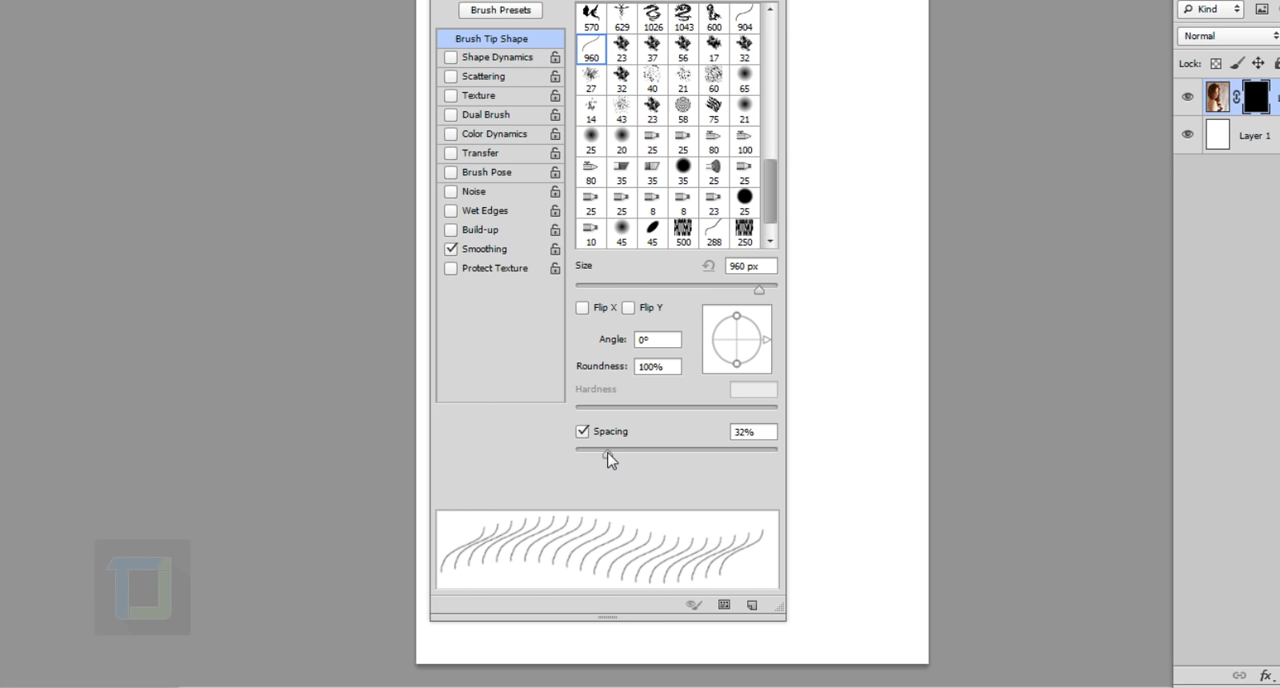 Brush Presets
Brush Tip Shape
Shape Dynamics
Scattering
Texture
Dual Brush
Color Dynamics
Transfer
Brush Pose
Noise
Wet Edges
Build-up
Smoothing
Protect Texture
570 629 1026 1043 600 904
960 23 37 56 17 32
27 32 40 21 60 65
14 43 23 58 75 21
25 20 25 25 80 100
80 35 35 35 25 25
25 25 8 8 23 25
10 45 45 500 288 250
Size 960 px
Flip X Flip Y
Angle: 0º
Roundness: 100%
Hardness
Spacing 32%
Kind
Normal
Lock:
Layer 1
fx